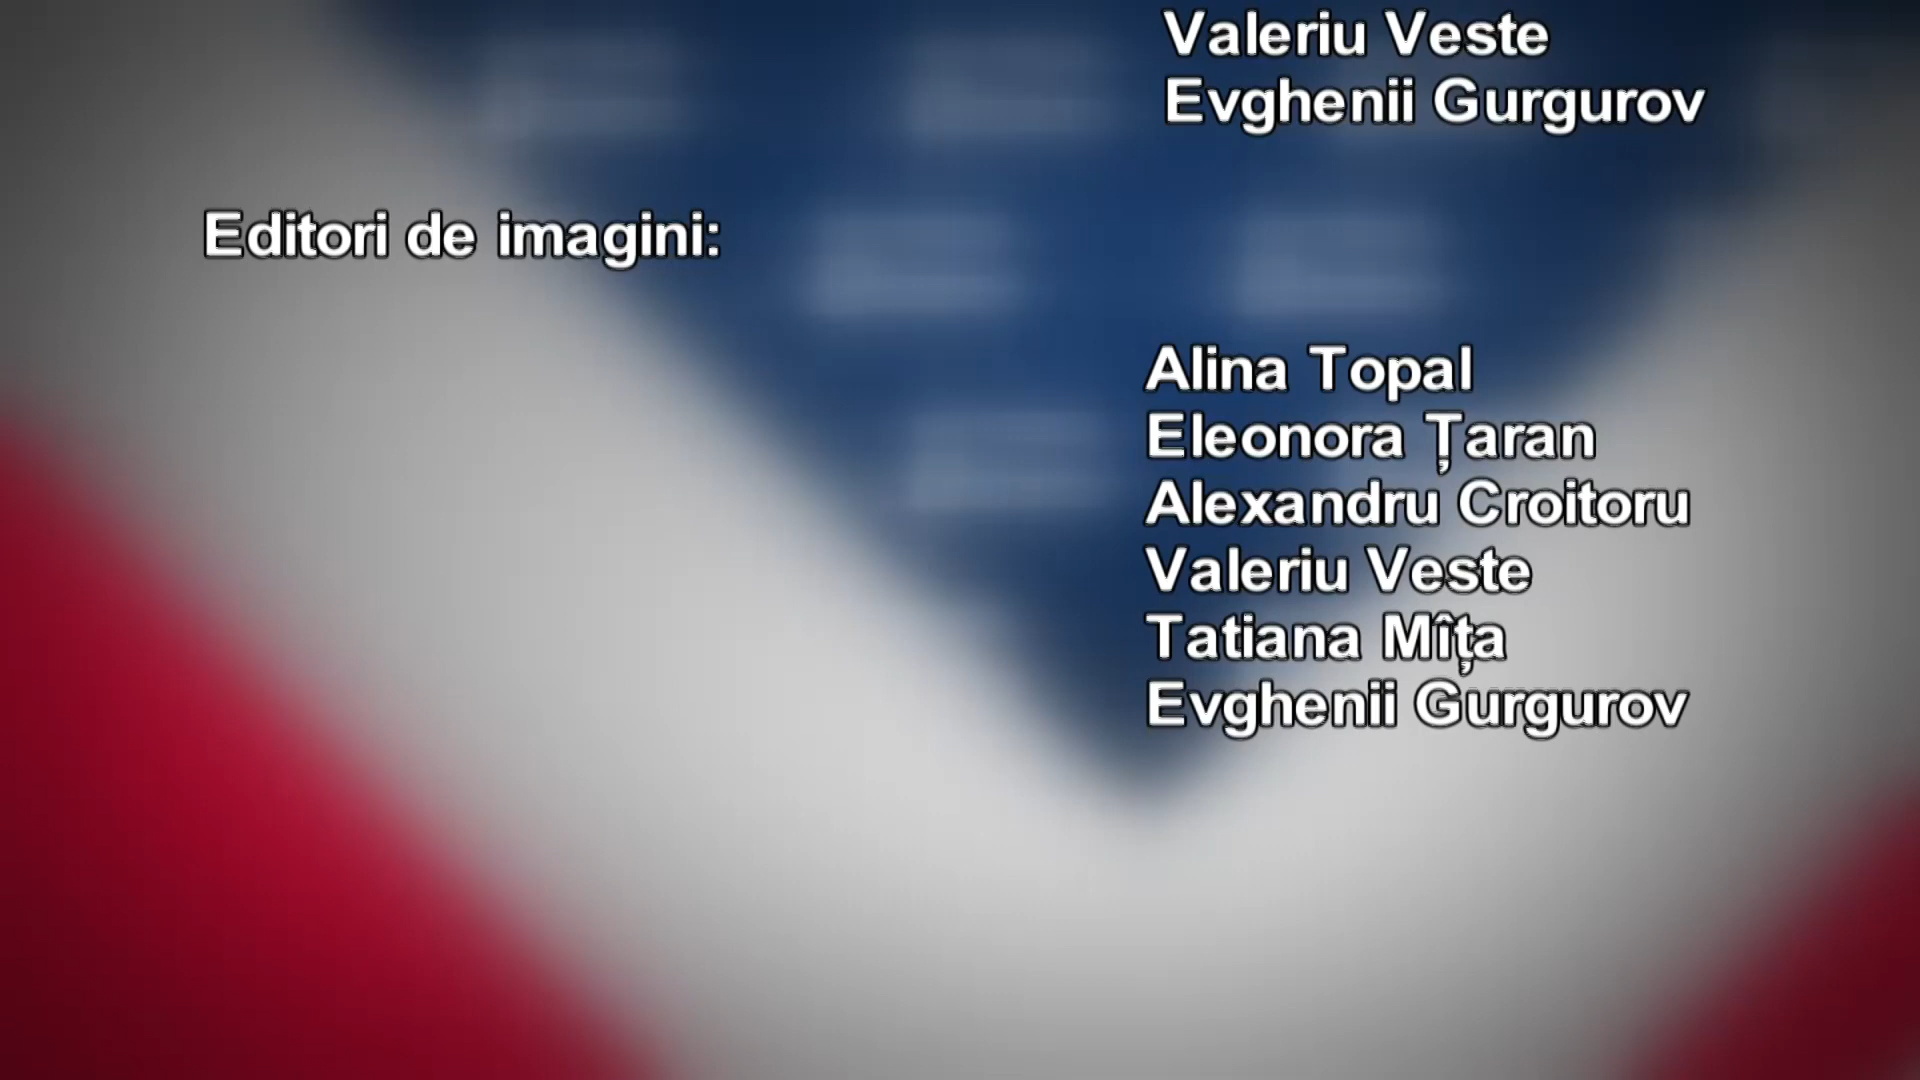 Valeriu Veste
Evghenii Gurgurov
Editori de imagini:
Alina Topal
Eleonora Țaran
Alexandru Croitoru
Valeriu Veste
Tatiana Mîța
Evghenii Gurgurov